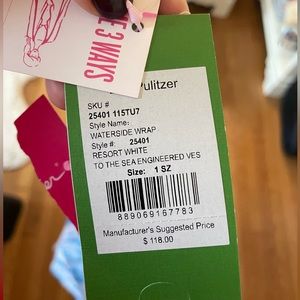 E 3 WAYS
Pulitzer
SKU #
25401 115TU7
Style Name:
WATERSIDE WRAP
Style #: 25401
RESORT WHITE
TO THE SEA ENGINEERED VES
Size: 1 SZ
889069167783
Manufacturer's Suggested Price
$ 118.00